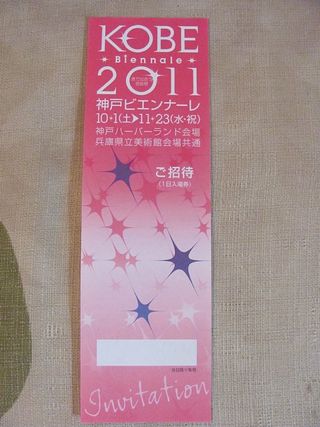 KOBE
Biennale
2011
神戸ビエンナーレ
10・1(土)▶11・23(水・祝)
神戸ハーバーランド会場
兵庫県立美術館会場共通
ご招待
(1日入場券)
Invitation